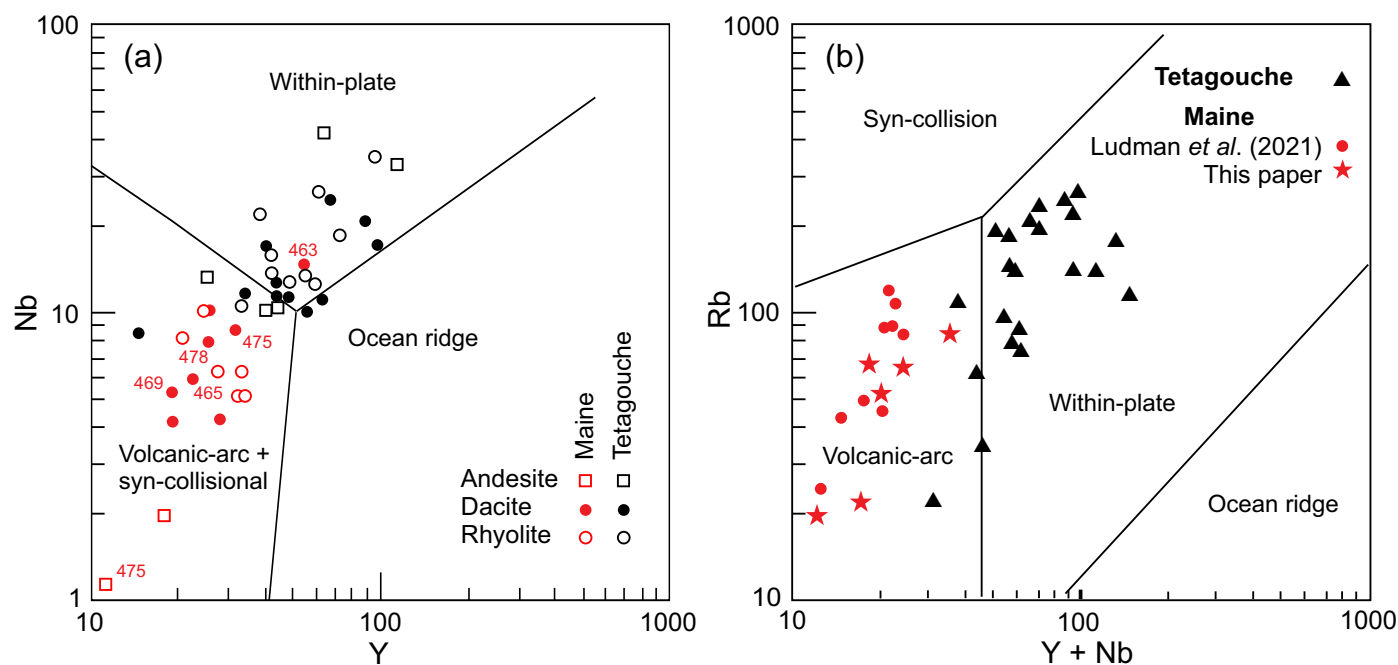 (a)
100
10
1
Nb
Within-plate
463
Ocean ridge
475
478
469
465
Volcanic-arc +
syn-collisional
Maine
Tetagouche
Andesite
Dacite
Rhyolite
475
10
100
1000
Y
(b)
1000
100
10
Rb
Tetagouche
Maine
Ludman et al. (2021)
This paper
Syn-collision
Within-plate
Volcanic-arc
Ocean ridge
10
100
1000
Y + Nb